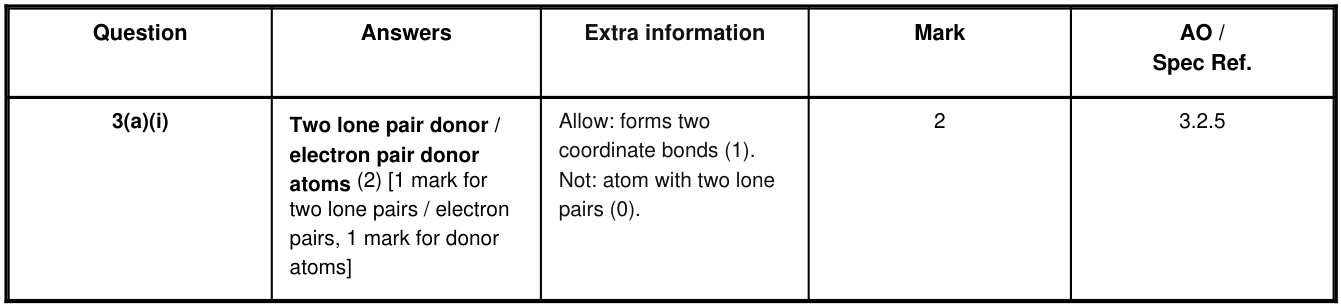 Question
Answers
Extra information
Mark
AO /
Spec Ref.
3(a)(i)
Two lone pair donor /
electron pair donor
atoms (2) [1 mark for
two lone pairs / electron
pairs, 1 mark for donor
atoms]
Allow: forms two
coordinate bonds (1).
Not: atom with two lone
pairs (0).
2
3.2.5